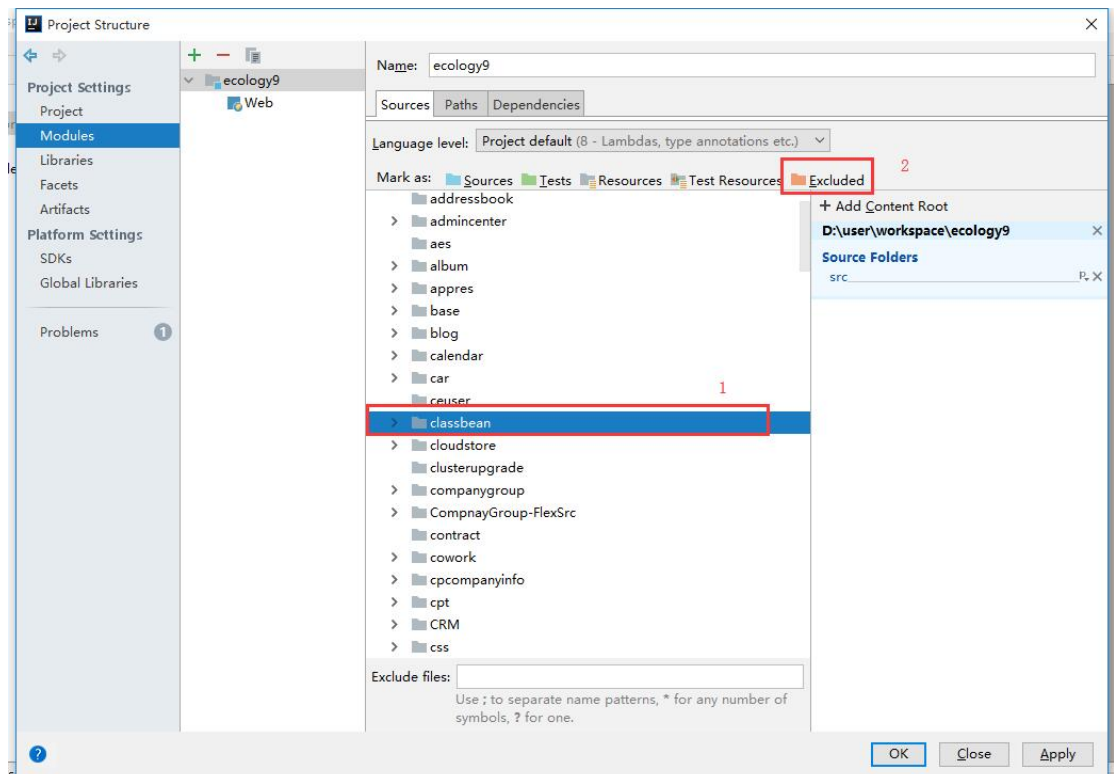 Project Structure
Project Settings
Project
Modules
Libraries
Facets
Artifacts
Platform Settings
SDKs
Global Libraries
Problems 1
ecology9
Web
Name: ecology9
Sources Paths Dependencies
Language level: Project default (8 - Lambdas, type annotations etc.)
2
Mark as: Sources Tests Resources Test Resources Excluded
addressbook
admincenter
aes
album
appres
base
blog
calendar
car
1
ceuser
classbean
cloudstore
clusterupgrade
companygroup
CompnayGroup-FlexSrc
contract
cowork
cpcompanyinfo
cpt
CRM
css
+ Add Content Root
D:\user\workspace\ecology9
Source Folders
src
Exclude files:
Use ; to separate name patterns, * for any number of
symbols, ? for one.
? OK Close Apply